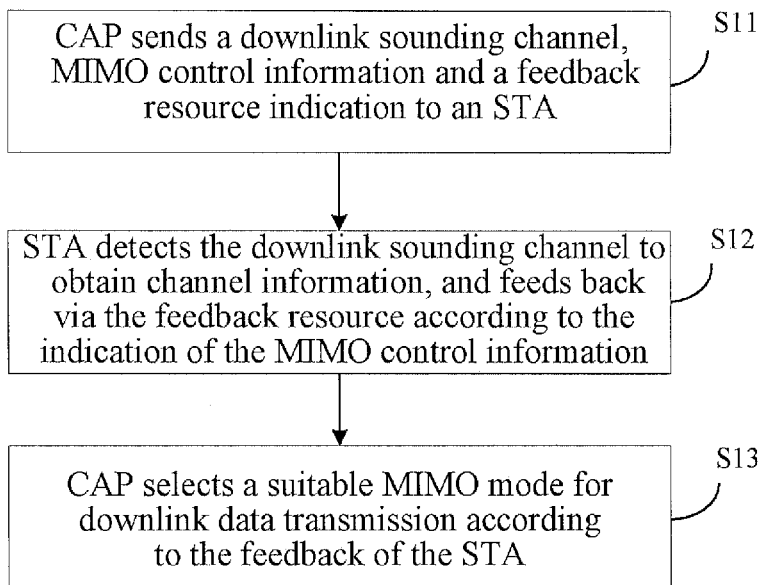 CAP sends a downlink sounding channel,
MIMO control information and a feedback
resource indication to an STA
S11
STA detects the downlink sounding channel to
obtain channel information, and feeds back
via the feedback resource according to the
indication of the MIMO control information
S12
CAP selects a suitable MIMO mode for
downlink data transmission according
to the feedback of the STA
S13